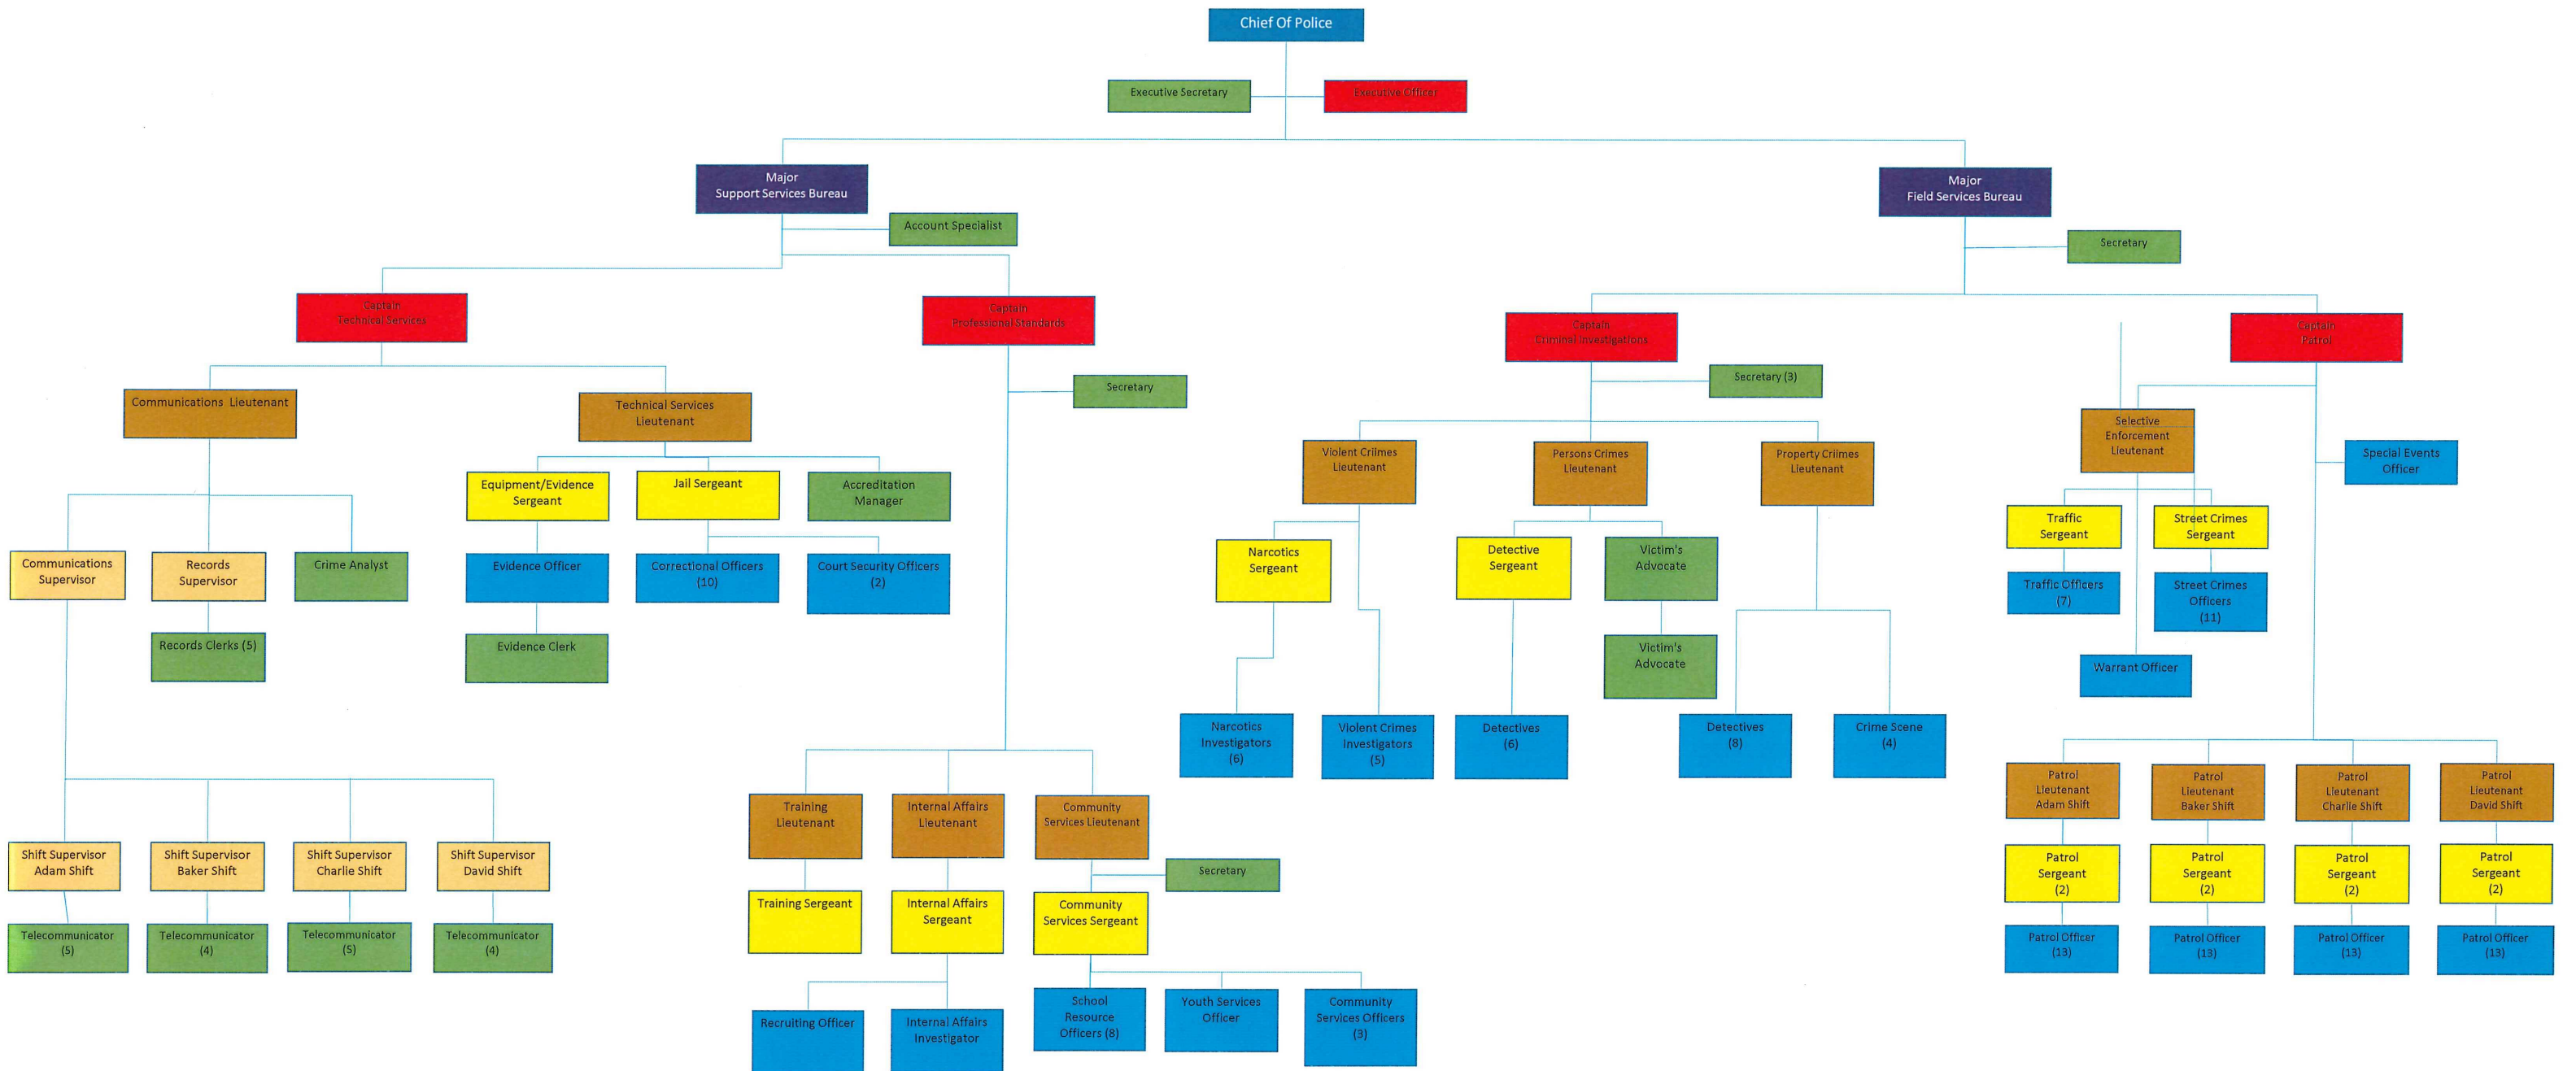 Chief Of Police
Executive Secretary
Executive Officer
Major
Support Services Bureau
Major
Field Services Bureau
Account Specialist
Secretary
Captain
Technical Services
Captain
Professional Standards
Captain
Criminal Investigations
Captain
Patrol
Secretary
Secretary (3)
Communications Lieutenant
Technical Services
Lieutenant
Violent Criimes
Lieutenant
Persons Crimes
Lieutenant
Property Criimes
Lieutenant
Selective
Enforcement
Lieutenant
Special Events
Officer
Equipment/Evidence
Sergeant
Jail Sergeant
Accreditation
Manager
Traffic
Sergeant
Street Crimes
Sergeant
Communications
Supervisor
Records
Supervisor
Crime Analyst
Evidence Officer
Correctional Officers
(10)
Court Security Officers
(2)
Narcotics
Sergeant
Detective
Sergeant
Victim's
Advocate
Traffic Officers
(7)
Street Crimes
Officers
(11)
Records Clerks (5)
Evidence Clerk
Victim's
Advocate
Warrant Officer
Narcotics
Investigators
(6)
Violent Crimes
Investigators
(5)
Detectives
(6)
Detectives
(8)
Crime Scene
(4)
Patrol
Lieutenant
Adam Shift
Patrol
Lieutenant
Baker Shift
Patrol
Lieutenant
Charlie Shift
Patrol
Lieutenant
David Shift
Training
Lieutenant
Internal Affairs
Lieutenant
Community
Services Lieutenant
Shift Supervisor
Adam Shift
Shift Supervisor
Baker Shift
Shift Supervisor
Charlie Shift
Shift Supervisor
David Shift
Secretary
Patrol
Sergeant
(2)
Patrol
Sergeant
(2)
Patrol
Sergeant
(2)
Patrol
Sergeant
(2)
Training Sergeant
Internal Affairs
Sergeant
Community
Services Sergeant
Telecommunicator
(5)
Telecommunicator
(4)
Telecommunicator
(5)
Telecommunicator
(4)
Patrol Officer
(13)
Patrol Officer
(13)
Patrol Officer
(13)
Patrol Officer
(13)
Recruiting Officer
Internal Affairs
Investigator
School
Resource
Officers (8)
Youth Services
Officer
Community
Services Officers
(3)